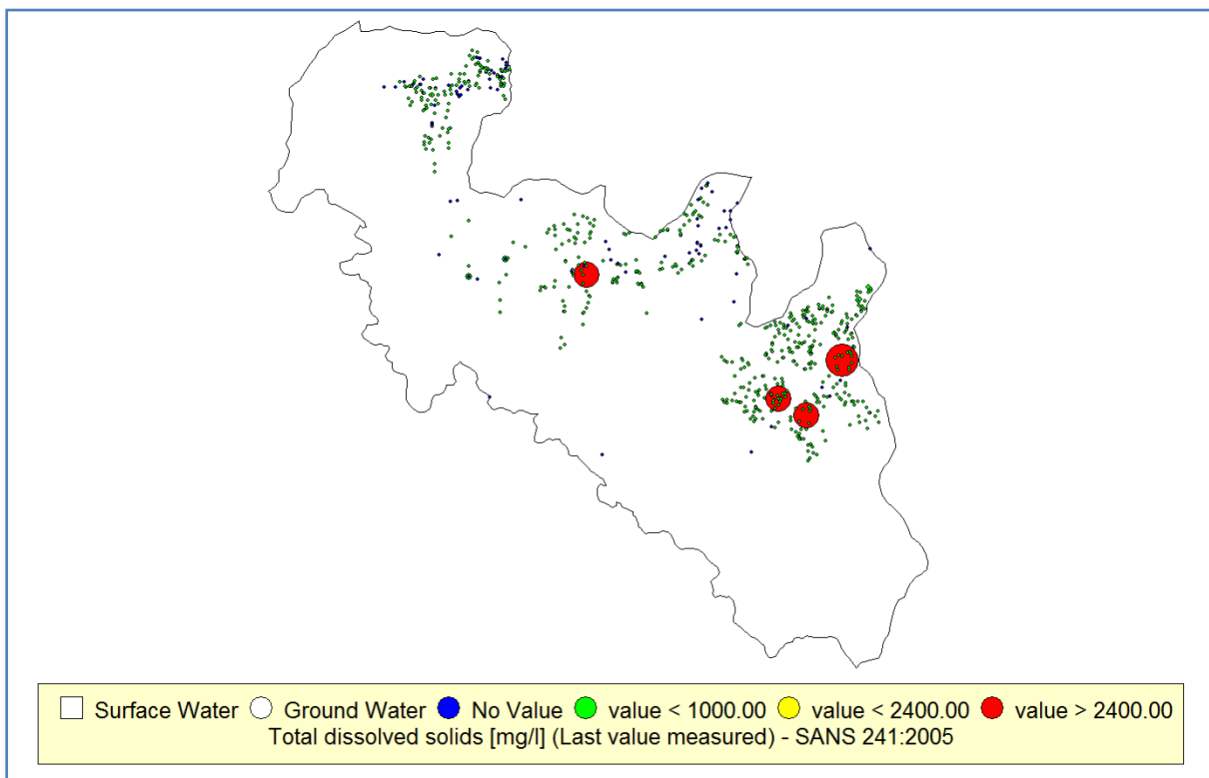 Surface Water Ground Water No Value value < 1000.00 value < 2400.00 value > 2400.00
Total dissolved solids [mg/l] (Last value measured) - SANS 241:2005